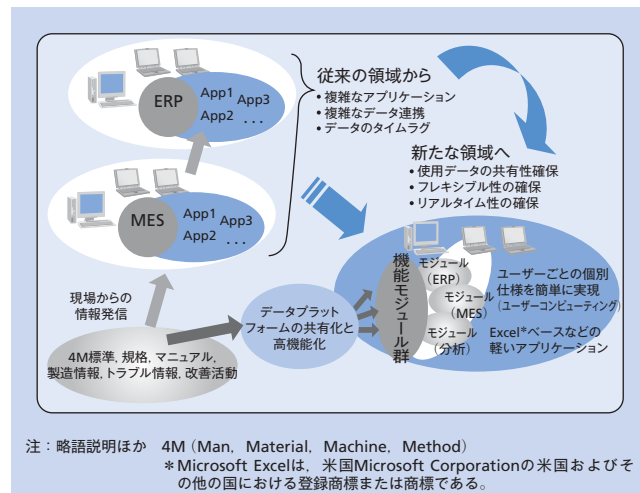 ERP
App1
App3
App2
...
従来の領域から
・複雑なアプリケーション
・複雑なデータ連携
・データのタイムラグ
MES
App1
App3
App2
...
新たな領域へ
・使用データの共有性確保
・フレキシブル性の確保
・リアルタイム性の確保
現場からの
情報発信
4M標準，規格，マニュアル，
製造情報，トラブル情報，改善活動
データプラット
フォームの共有化と
高機能化
機能モジュール群
モジュール
（ERP）
モジュール
（MES）
モジュール
（分析）
ユーザーごとの個別
仕様を簡単に実現
（ユーザーコンピューティング）
Excel*ベースなどの
軽いアプリケーション
注：略語説明ほか　4M（Man，Material，Machine，Method）
＊Microsoft Excelは，米国Microsoft Corporationの米国およびそ
の他の国における登録商標または商標である。